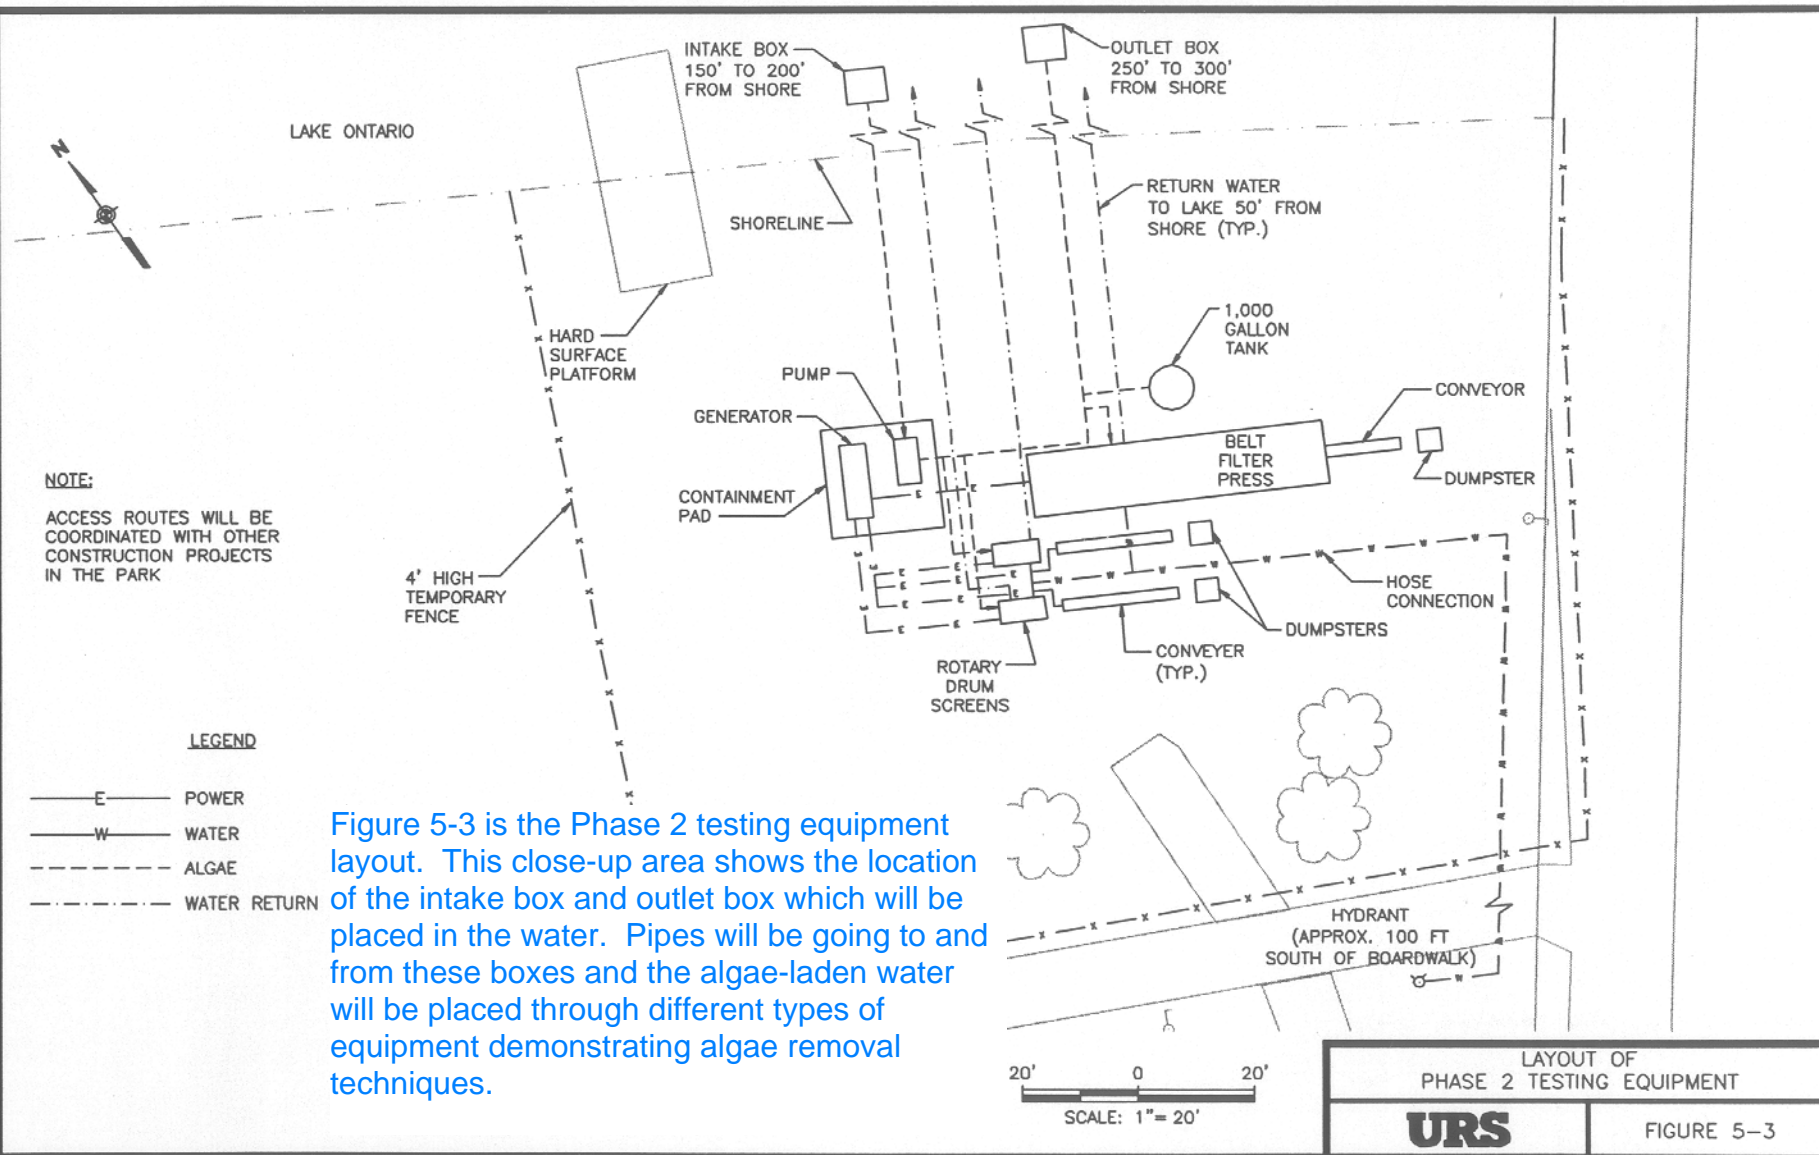 INTAKE BOX
150' TO 200'
FROM SHORE
OUTLET BOX
250' TO 300'
FROM SHORE
LAKE ONTARIO
N
SHORELINE
RETURN WATER
TO LAKE 50' FROM
SHORE (TYP.)
HARD
SURFACE
PLATFORM
1,000
GALLON
TANK
PUMP
GENERATOR
CONVEYOR
BELT
FILTER
PRESS
DUMPSTER
CONTAINMENT
PAD
NOTE:
ACCESS ROUTES WILL BE
COORDINATED WITH OTHER
CONSTRUCTION PROJECTS
IN THE PARK
4' HIGH
TEMPORARY
FENCE
HOSE
CONNECTION
DUMPSTERS
CONVEYER
(TYP.)
ROTARY
DRUM
SCREENS
LEGEND
E POWER
W WATER
ALGAE
WATER RETURN
Figure 5-3 is the Phase 2 testing equipment
layout. This close-up area shows the location
of the intake box and outlet box which will be
placed in the water. Pipes will be going to and
from these boxes and the algae-laden water
will be placed through different types of
equipment demonstrating algae removal
techniques.
HYDRANT
(APPROX. 100 FT
SOUTH OF BOARDWALK)
20' 0 20'
SCALE: 1"= 20'
LAYOUT OF
PHASE 2 TESTING EQUIPMENT
URS
FIGURE 5-3